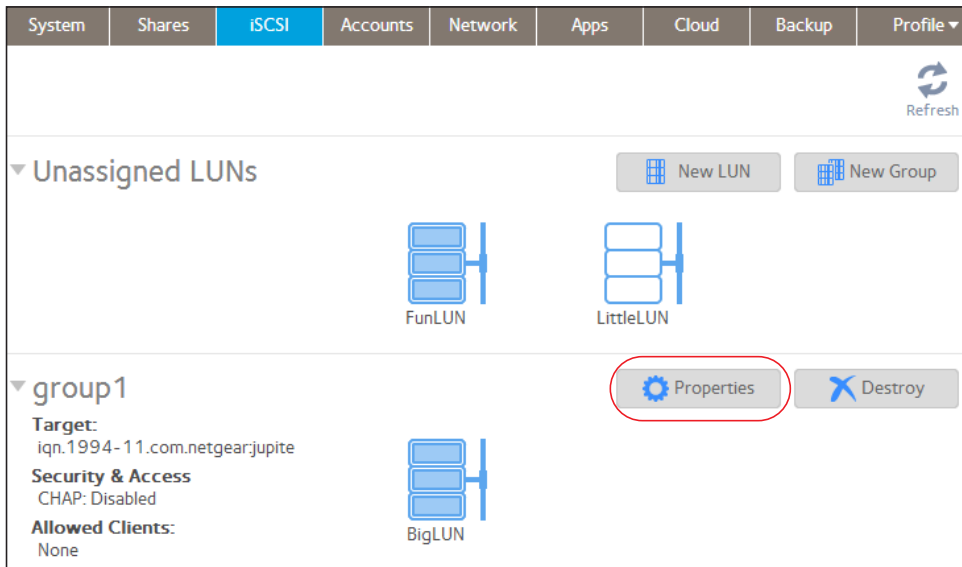 System Shares iSCSI Accounts Network Apps Cloud Backup Profile
Refresh
Unassigned LUNs New LUN New Group
FunLUN LittleLUN
group1 Properties Destroy
Target:
iqn.1994-11.com.netgear:jupite
Security & Access
CHAP: Disabled
Allowed Clients:
None
BigLUN